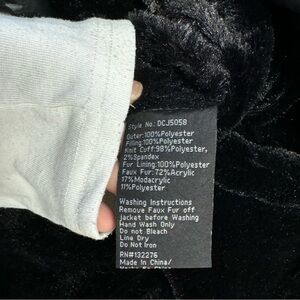 Style No: DCJ5058
Outer:100%Polyester
Filling:100%Polyester
Knit Cuff:98%Polyester,
2%Spandex
Fur Lining:100%Polyester
Faux Fur:72%Acrylic
17%Modacrylic
11%Polyester
Washing Instructions
Remove Faux Fur off
jacket before Washing
Hand Wash Only
Do not Bleach
Line Dry
Do Not Iron
RN#132276
Made In China/